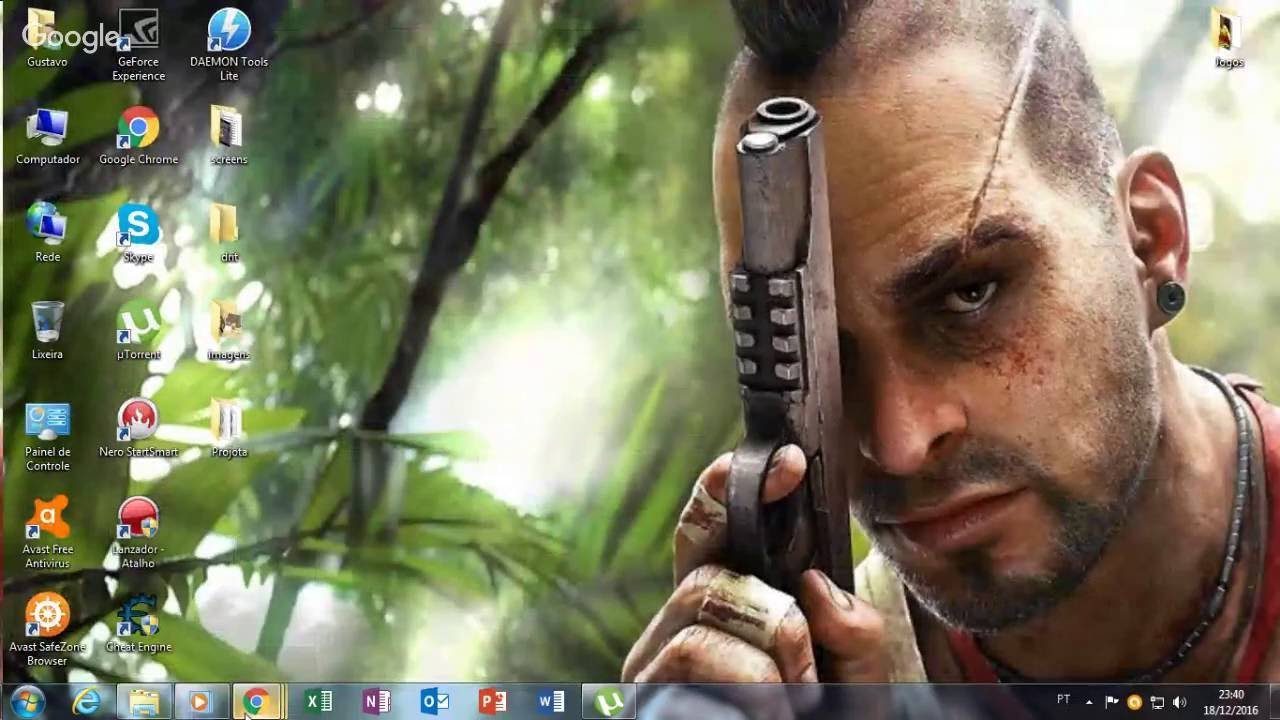 Google
Gustavo
GeForce
Experience
DAEMON Tools
Lite
Jogos
Computador
Google Chrome
screens
Rede
Skype
dnt
Lixeira
µTorrent
imagens
Painel de
Controle
Nero StartSmart
Projota
Avast Free
Antivirus
Lanzador -
Atalho
Avast SafeZone
Browser
Cheat Engine
PT
23:40
18/12/2016